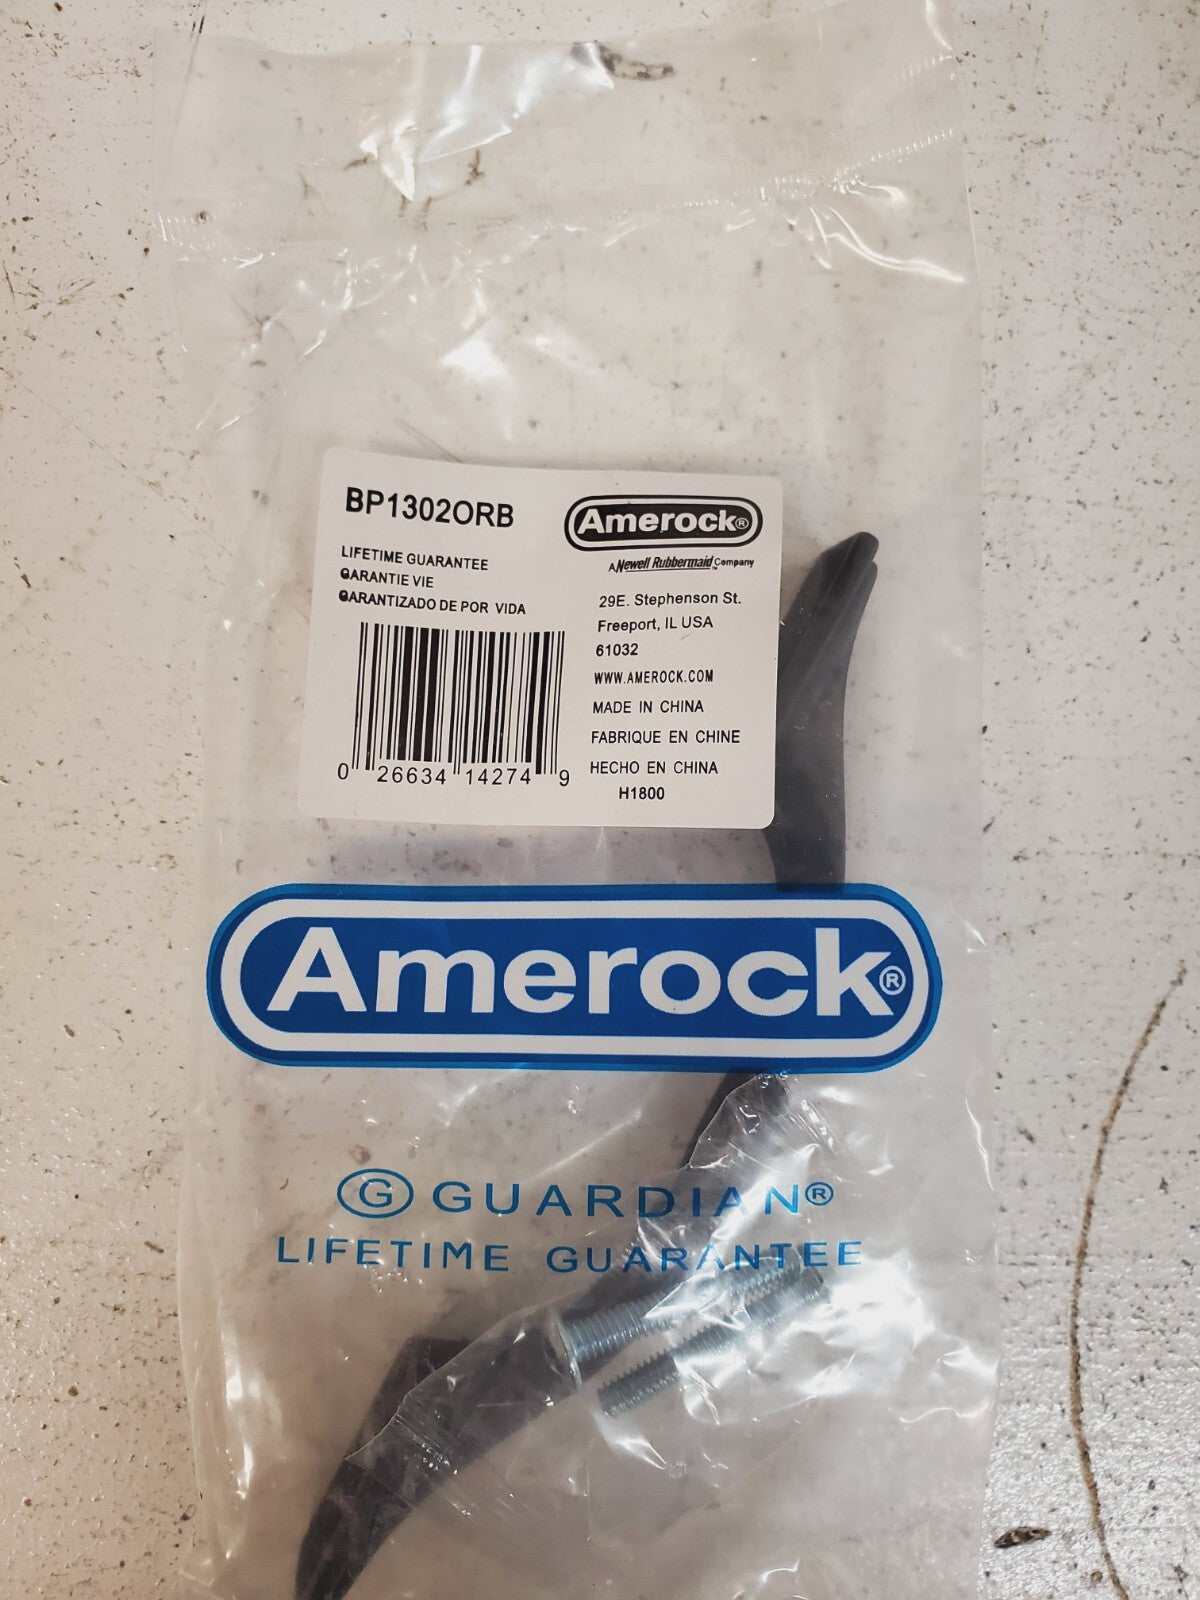 BP1302ORB
LIFETIME GUARANTEE
GARANTIE VIE
GARANTIZADO DE POR VIDA
0 26634 14274 9
Amerock®
A Newell Rubbermaid Company
29E. Stephenson St.
Freeport, IL USA
61032
WWW.AMEROCK.COM
MADE IN CHINA
FABRIQUE EN CHINE
HECHO EN CHINA
H1800
Amerock®
G GUARDIAN®
LIFETIME GUARANTEE